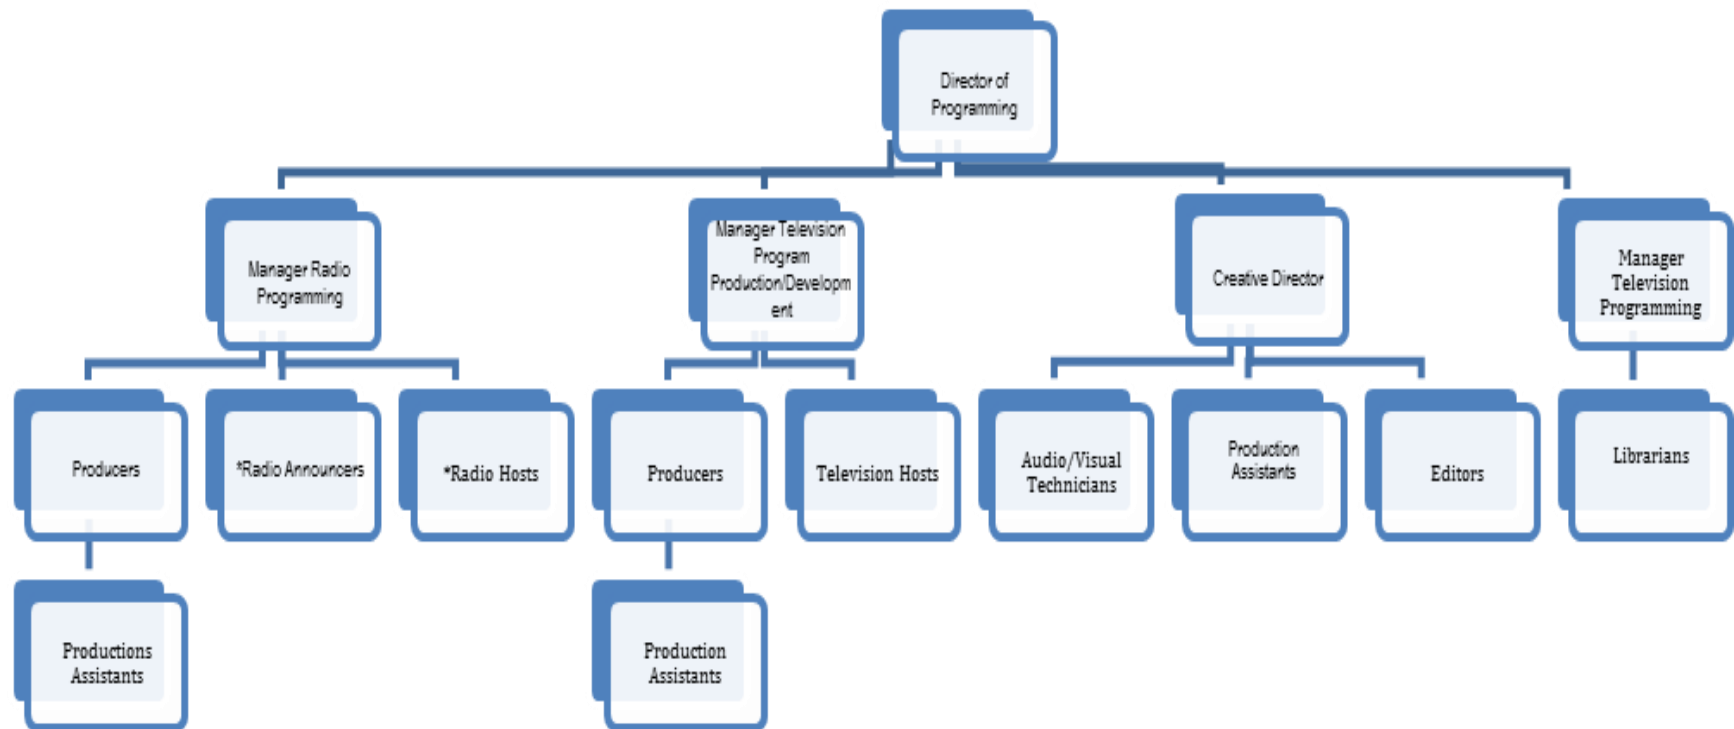 Director of
Programming
Manager Radio
Programming
Manager Television
Program
Production/Developm
ent
Creative Director
Manager
Television
Programming
Producers
*Radio Announcers
*Radio Hosts
Producers
Television Hosts
Audio/Visual
Technicians
Production
Assistants
Editors
Librarians
Productions
Assistants
Production
Assistants